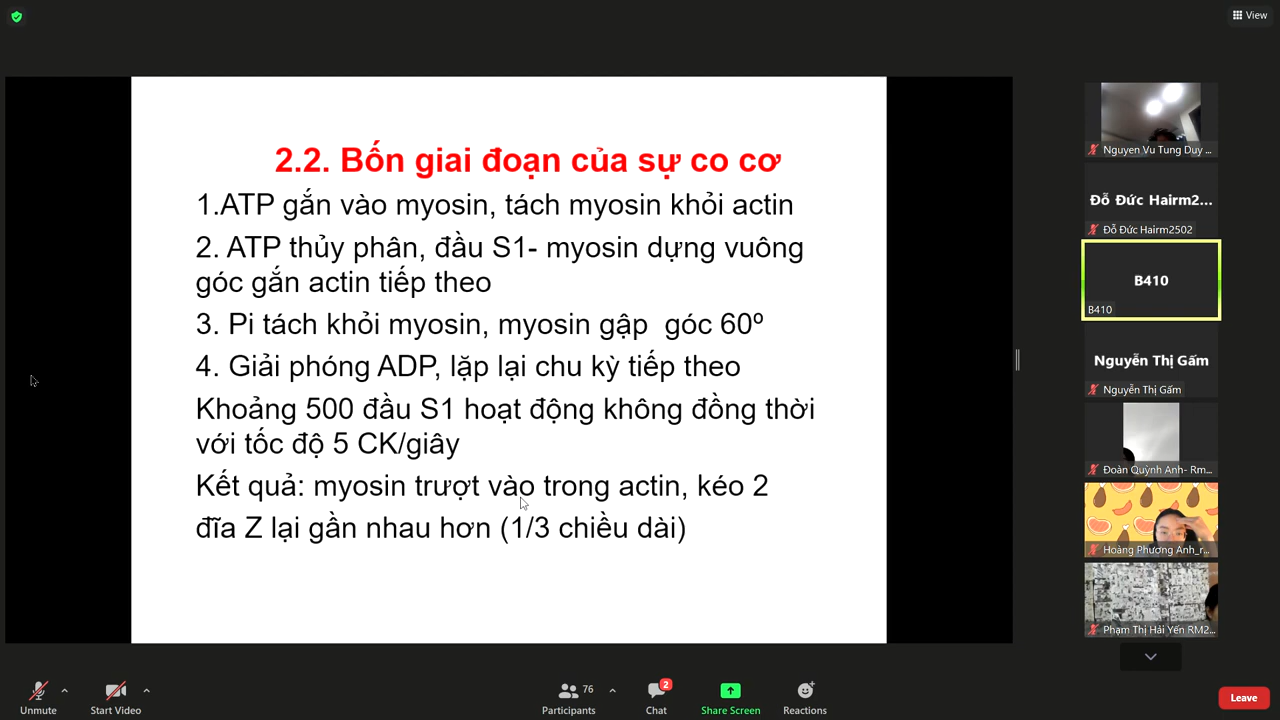 View
2.2. Bốn giai đoạn của sự co cơ
1.ATP gắn vào myosin, tách myosin khỏi actin
2. ATP thủy phân, đầu S1- myosin dựng vuông
góc gắn actin tiếp theo
3. Pi tách khỏi myosin, myosin gập góc 60º
4. Giải phóng ADP, lặp lại chu kỳ tiếp theo
Khoảng 500 đầu S1 hoạt động không đồng thời
với tốc độ 5 CK/giây
Kết quả: myosin trượt vào trong actin, kéo 2
đĩa Z lại gần nhau hơn (1/3 chiều dài)
Nguyen Vu Tung Duy ...
Đỗ Đức Hairm2...
Đỗ Đức Hairm2502
B410
B410
Nguyễn Thị Gấm
Nguyễn Thị Gấm
Đoàn Quỳnh Anh- Rm...
Hoàng Phương Anh_r...
Phạm Thị Hải Yến RM2...
Unmute
Start Video
76
Participants
2
Chat
Share Screen
Reactions
Leave